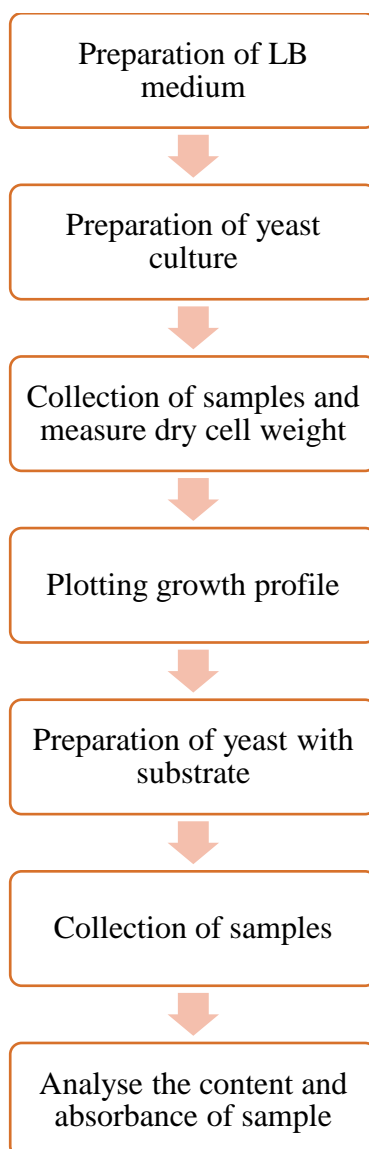 Preparation of LB
medium
Preparation of yeast
culture
Collection of samples and
measure dry cell weight
Plotting growth profile
Preparation of yeast with
substrate
Collection of samples
Analyse the content and
absorbance of sample